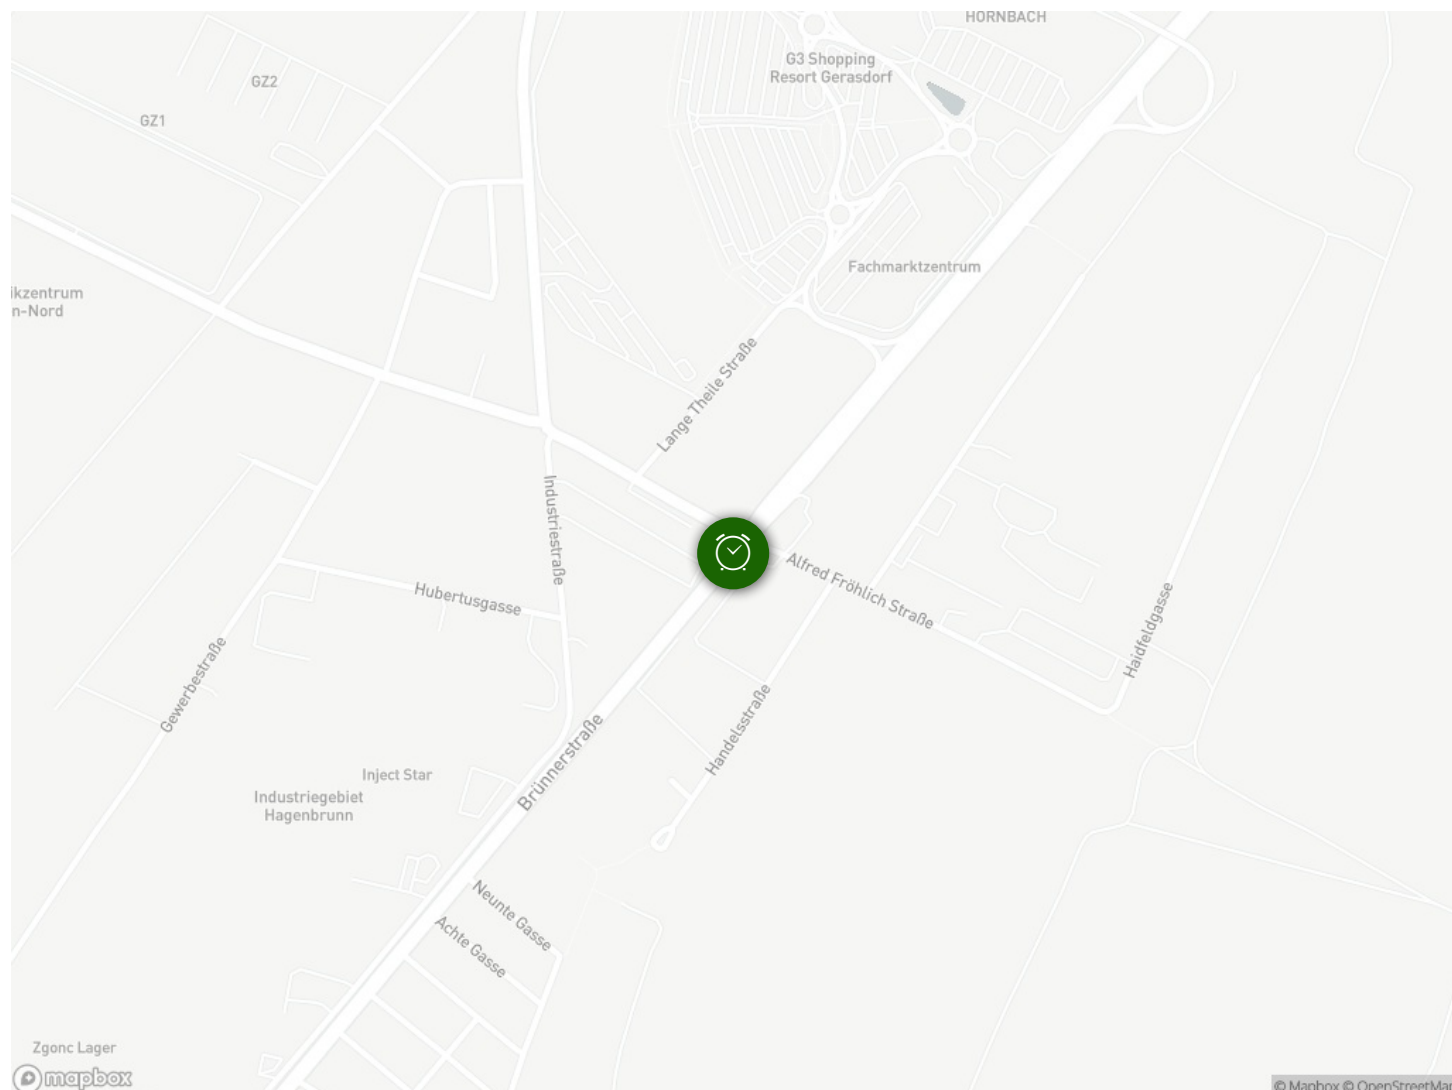 HORNBACH
G3 Shopping
Resort Gerasdorf
GZ2
GZ1
Fachmarktzentrum
ikzentrum
n-Nord
Lange Theile Straße
Industriestraße
Alfred Fröhlich Straße
Hubertusgasse
Haidfeldgasse
Gewerbestraße
Handelsstraße
Brünnerstraße
Inject Star
Industriegebiet
Hagenbrunn
Neunte Gasse
Achte Gasse
Zgonc Lager
mapbox
© Mapbox © OpenStreetMap